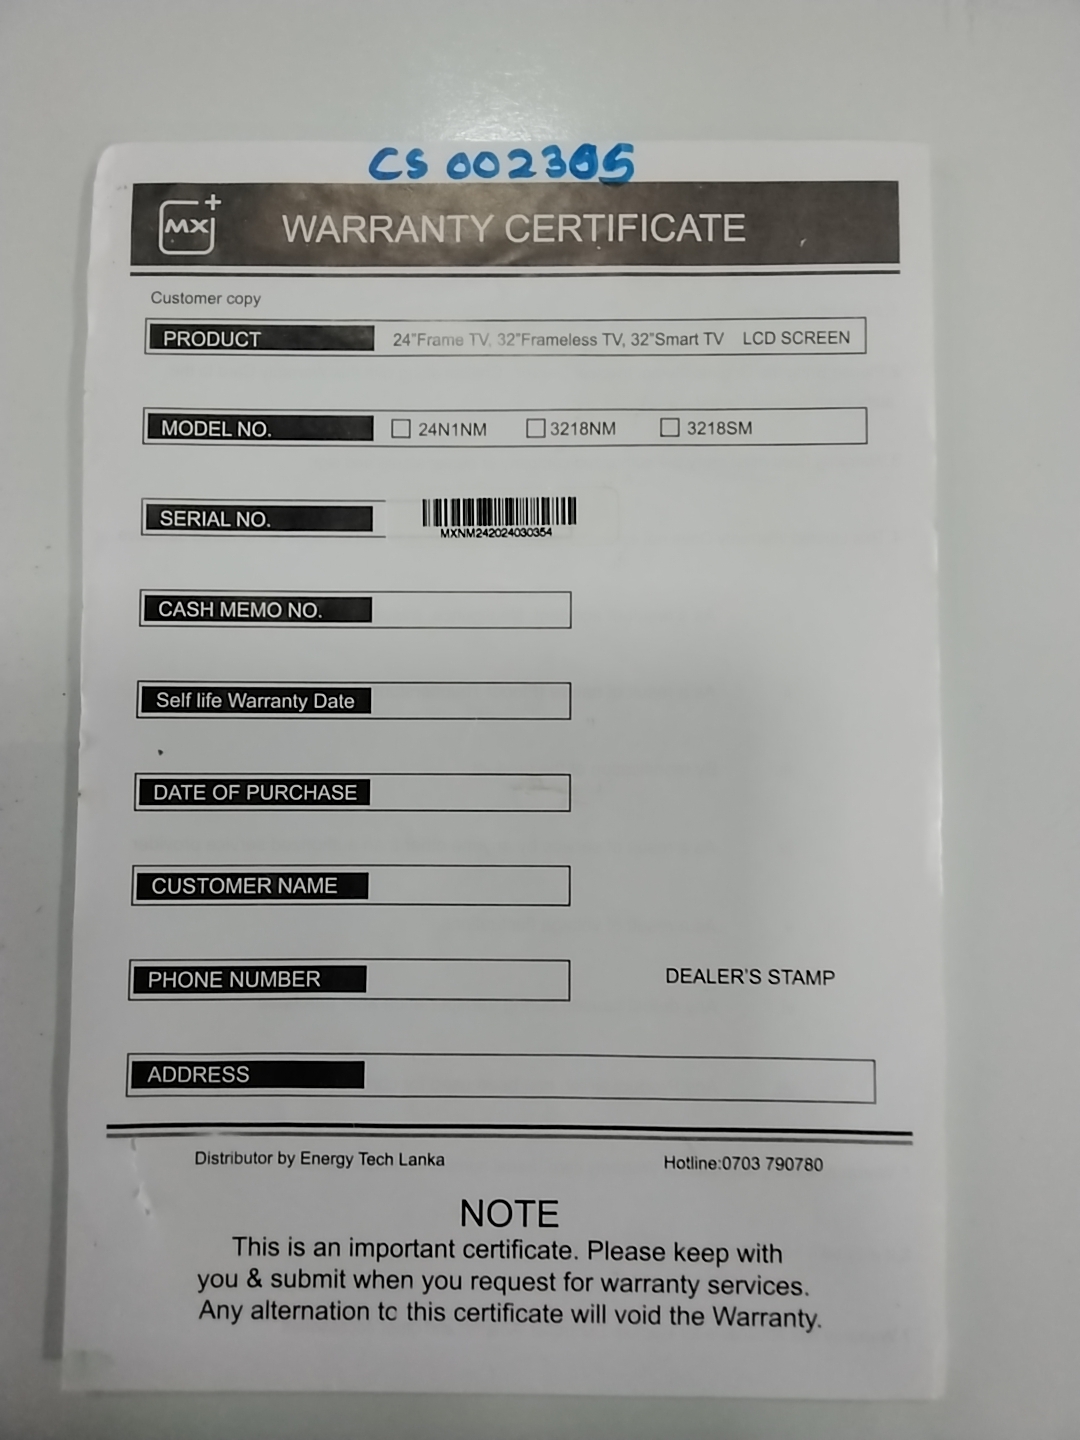 CS 002305
MX+
WARRANTY CERTIFICATE
Customer copy
PRODUCT 24"Frame TV, 32"Frameless TV, 32"Smart TV LCD SCREEN
MODEL NO. 24N1NM 3218NM 3218SM
SERIAL NO.
MXNM242024030354
CASH MEMO NO.
Self life Warranty Date
DATE OF PURCHASE
CUSTOMER NAME
PHONE NUMBER
DEALER'S STAMP
ADDRESS
Distributor by Energy Tech Lanka Hotline:0703 790780
NOTE
This is an important certificate. Please keep with
you & submit when you request for warranty services.
Any alternation to this certificate will void the Warranty.